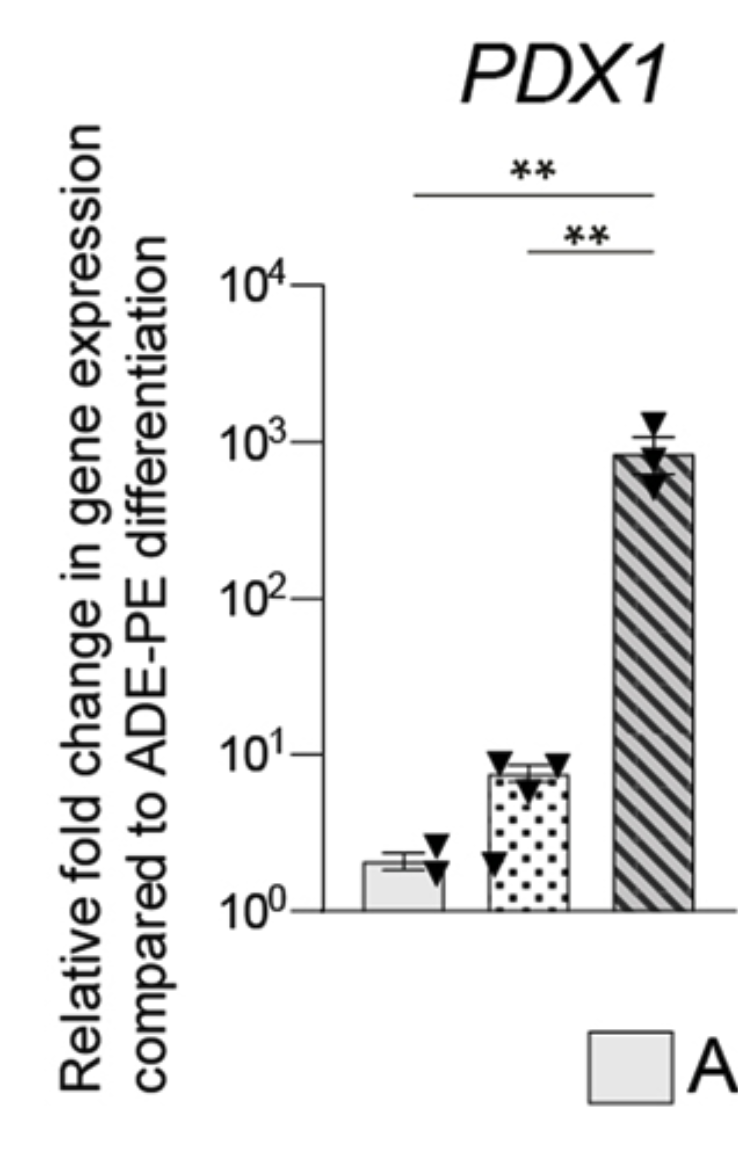 PDX1
**
**
Relative fold change in gene expression
compared to ADE-PE differentiation
10⁴
10³
10²
10¹
10⁰
A